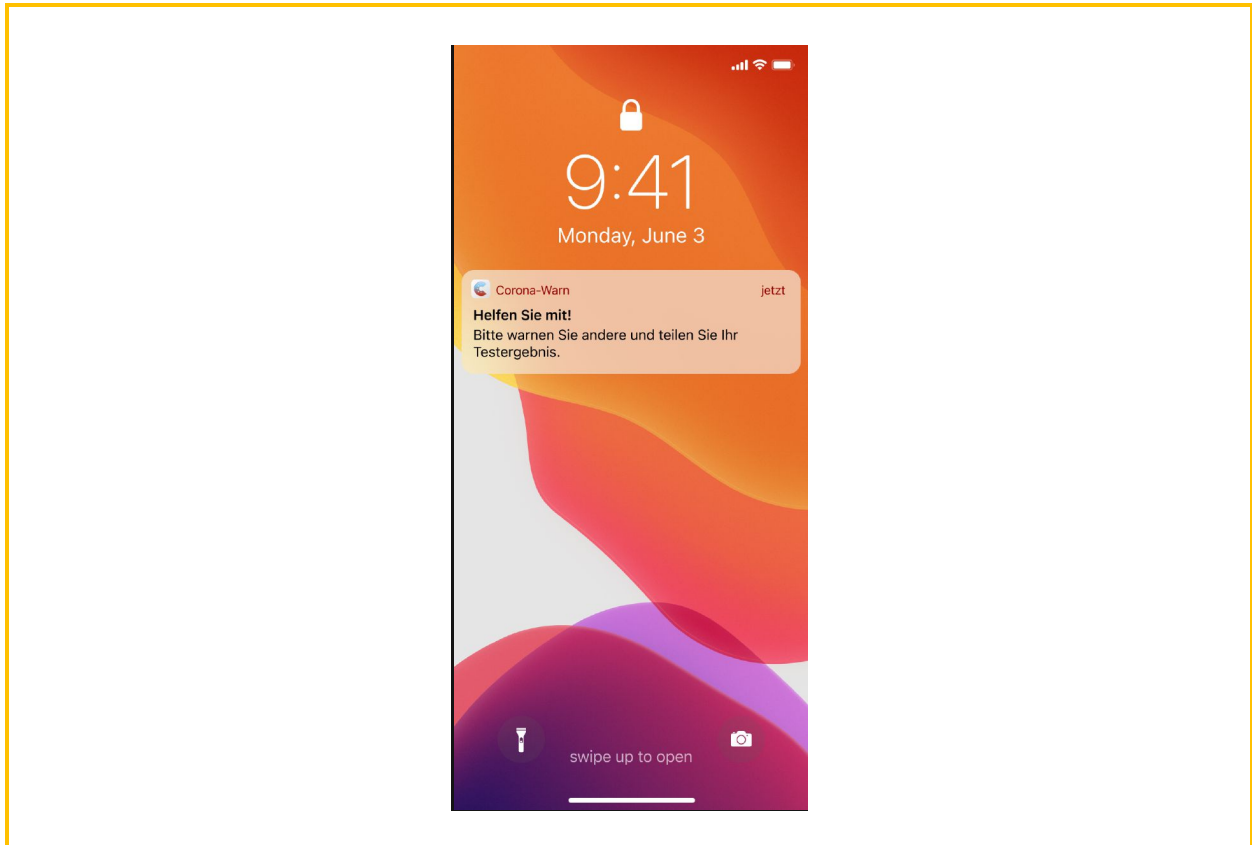 9:41
Monday, June 3
Corona-Warn jetzt
Helfen Sie mit!
Bitte warnen Sie andere und teilen Sie Ihr
Testergebnis.
swipe up to open